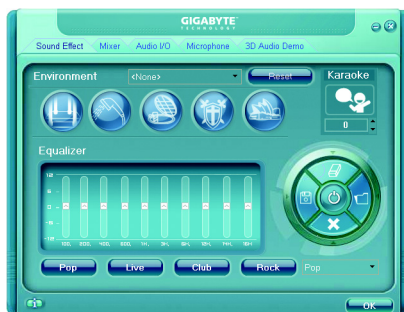 GIGABYTE
TECHNOLOGY
Sound Effect Mixer Audio I/O Microphone 3D Audio Demo
Environment <None> Reset Karaoke
0
Equalizer
Pop Live Club Rock Pop
OK